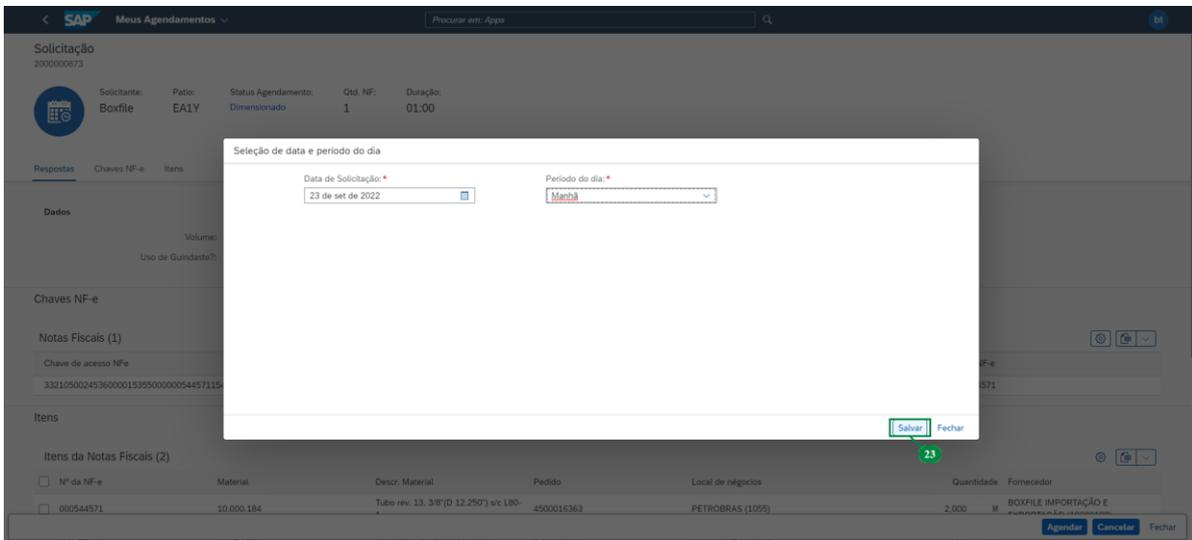 SAP Meus Agendamentos Procurar em: Apps bt
Solicitação
2000000873
Solicitante: Patio: Status Agendamento: Qtd. NF: Duração:
Boxfile EA1Y Dimensionado 1 01:00
Seleção de data e período do dia
Respostas Chaves NF-e Itens
Data de Solicitação:* Período do dia:*
23 de set de 2022 Manhã
Dados
Volume:
Uso de Guindaste?:
Chaves NF-e
Notas Fiscais (1)
Chave de acesso NFe
571
Itens
Salvar Fechar
23
Itens da Notas Fiscais (2)
Nº da NF-e Material Descr. Material Pedido Local de négocios Quantidade Fornecedor
000544571 10.000.184 Tubo rev. 13. 3/8"(D 12.250") s/c L80- 4500016363 PETROBRAS (1055) 2,000 M BOXFILE IMPORTAÇÃO E
Agendar Cancelar Fechar